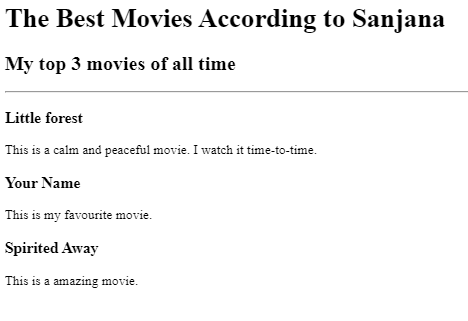 The Best Movies According to Sanjana
My top 3 movies of all time
Little forest
This is a calm and peaceful movie. I watch it time-to-time.
Your Name
This is my favourite movie.
Spirited Away
This is a amazing movie.